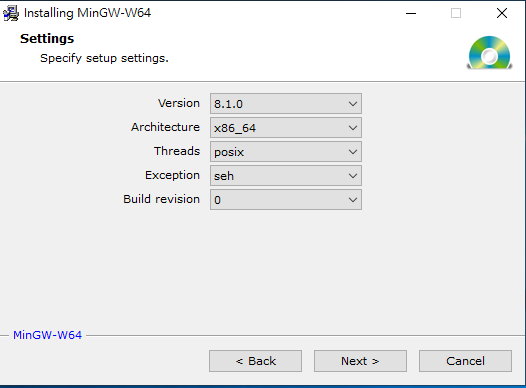 Installing MinGW-W64
Settings
Specify setup settings.
Version 8.1.0
Architecture x86_64
Threads posix
Exception seh
Build revision 0
MinGW-W64
< Back Next > Cancel